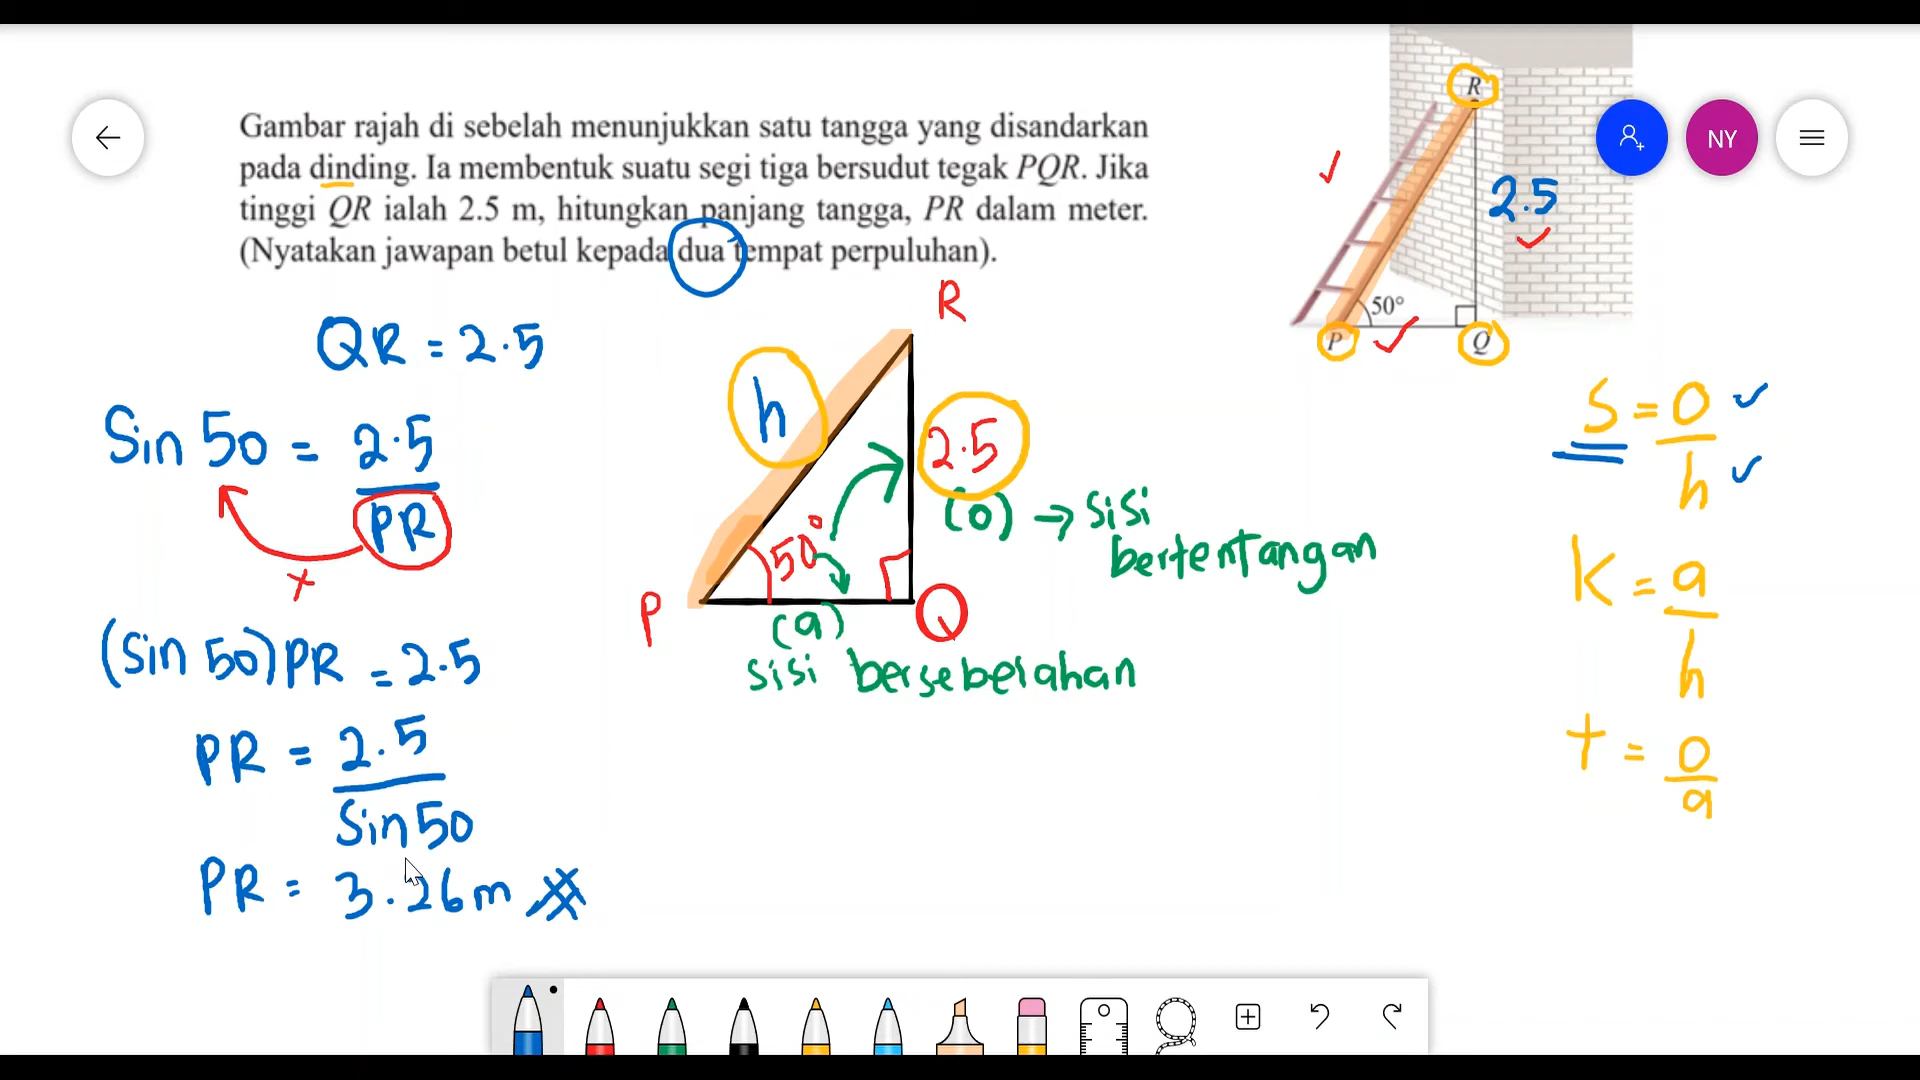 Gambar rajah di sebelah menunjukkan satu tangga yang disandarkan
pada dinding. Ia membentuk suatu segi tiga bersudut tegak PQR. Jika
tinggi QR ialah 2.5 m, hitungkan panjang tangga, PR dalam meter.
(Nyatakan jawapan betul kepada dua tempat perpuluhan).
R
2.5
50°
P
Q
NY
QR = 2.5
Sin 50 = 2.5
PR
×
(Sin 50)PR = 2.5
PR = 2.5
Sin 50
PR = 3.26m
R
h
2.5
(o) → sisi
bertentangan
50°
P
Q
(a)
sisi bersebelahan
S = o
h
K = a
h
T = o
a